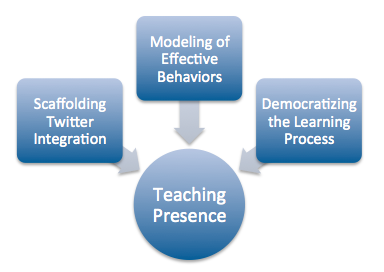 Modeling of
Effective
Behaviors
Scaffolding
Twitter
Integration
Democratizing
the Learning
Process
Teaching
Presence